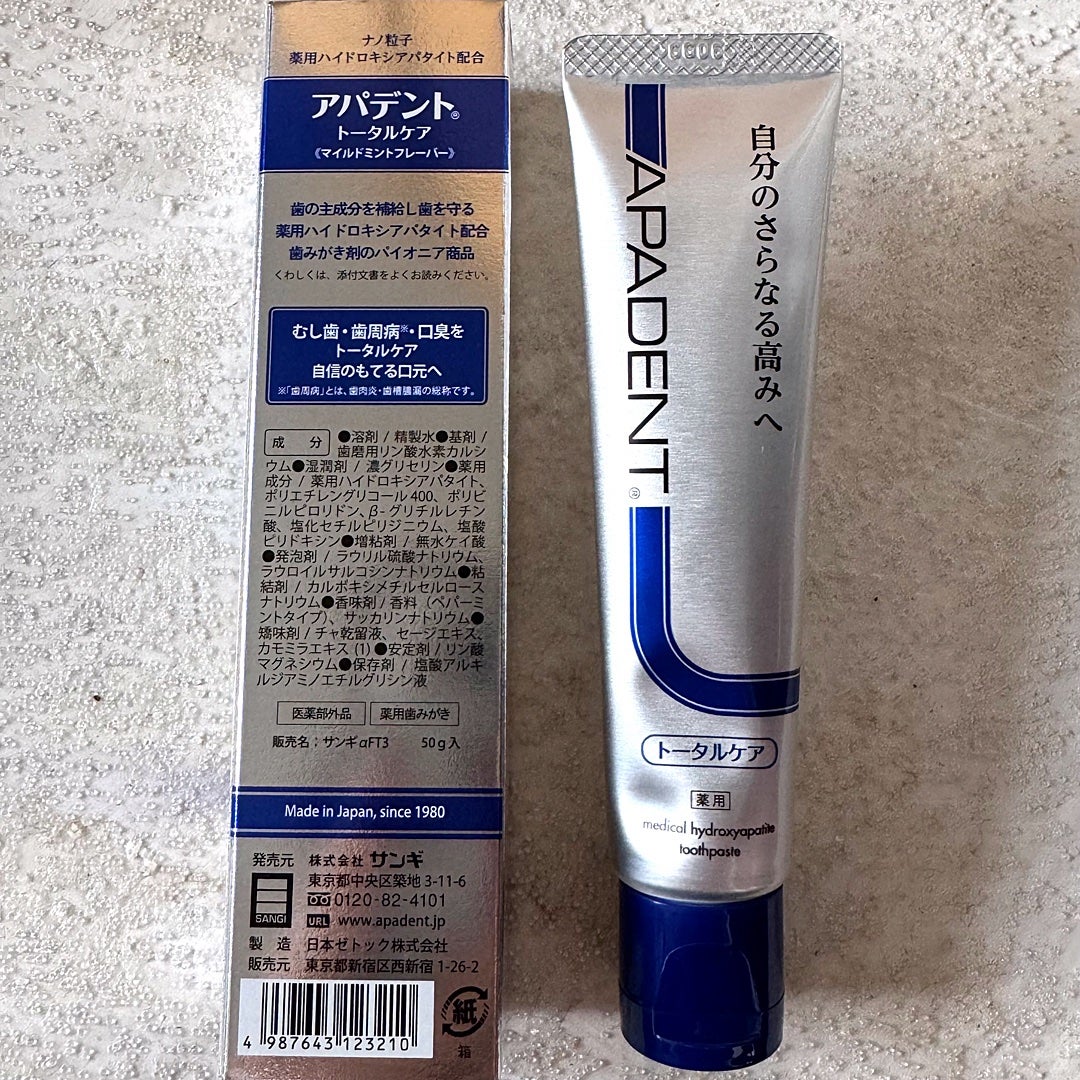 ナノ粒子
薬用ハイドロキシアパタイト配合
アパデント®
トータルケア
《マイルドミントフレーバー》
歯の主成分を補給し歯を守る
薬用ハイドロキシアパタイト配合
歯みがき剤のパイオニア商品
くわしくは、添付文書をよくお読みください。
むし歯・歯周病※・口臭を
トータルケア
自信のもてる口元へ
※「歯周病」とは、歯肉炎・歯槽膿漏の総称です。
成分 ●溶剤 / 精製水●基剤 /
歯磨用リン酸水素カルシ
ウム●湿潤剤 / 濃グリセリン●薬用
成分 / 薬用ハイドロキシアパタイト、
ポリエチレングリコール400、ポリビ
ニルピロリドン、β-グリチルレチン
酸、塩化セチルピリジニウム、塩酸
ピリドキシン●増粘剤 / 無水ケイ酸
●発泡剤 / ラウリル硫酸ナトリウム、
ラウロイルサルコシンナトリウム●粘
結剤 / カルボキシメチルセルロース
ナトリウム●香味剤 / 香料（ペパーミ
ントタイプ）、サッカリンナトリウム●
矯味剤 / チャ乾留液、セージエキス、
カモミラエキス (1) ●安定剤 / リン酸
マグネシウム●保存剤 / 塩酸アルキ
ルジアミノエチルグリシン液
医薬部外品 薬用歯みがき
販売名：サンギαFT3 50g入
Made in Japan, since 1980
発売元 株式会社 サンギ
東京都中央区築地 3-11-6
0120-82-4101
SANGI URL www.apadent.jp
製造 日本ゼトック株式会社
販売元 東京都新宿区西新宿 1-26-2
4 987643 123210
紙
箱
自分のさらなる高みへ
APADENT®
トータルケア
薬用
medical hydroxyapatite
toothpaste